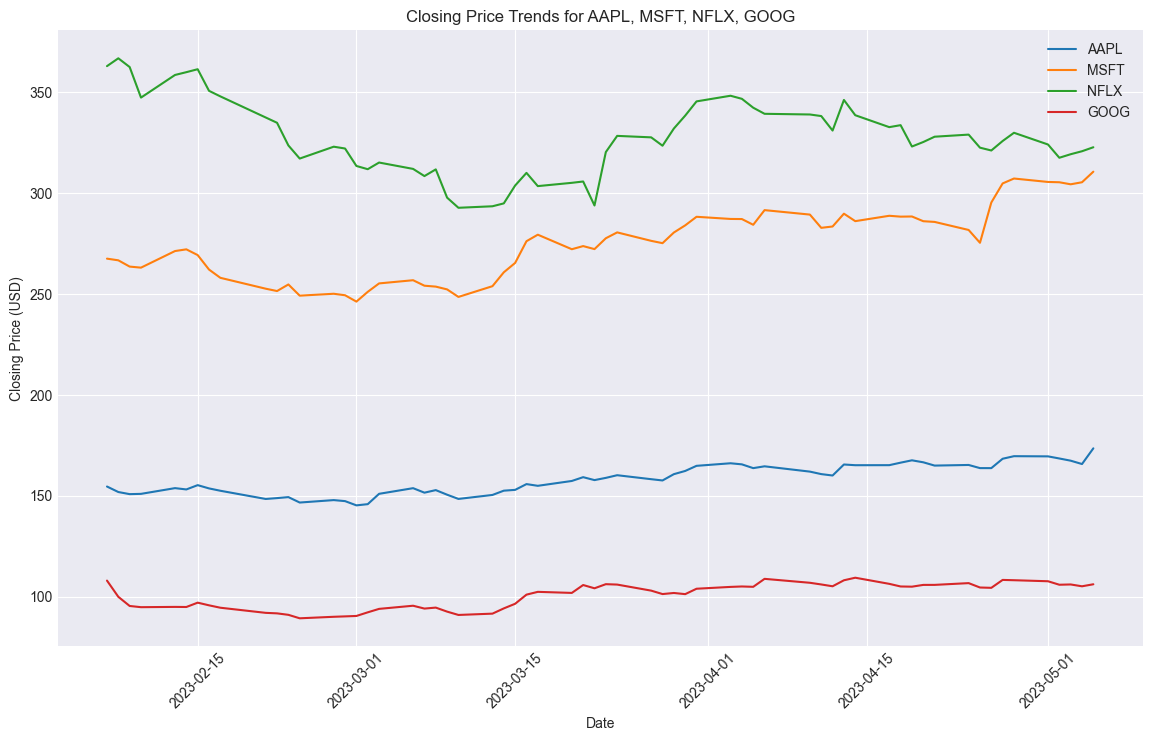 Closing Price Trends for AAPL, MSFT, NFLX, GOOG
AAPL
MSFT
NFLX
GOOG
Closing Price (USD)
350
300
250
200
150
100
2023-02-15
2023-03-01
2023-03-15
2023-04-01
2023-04-15
2023-05-01
Date